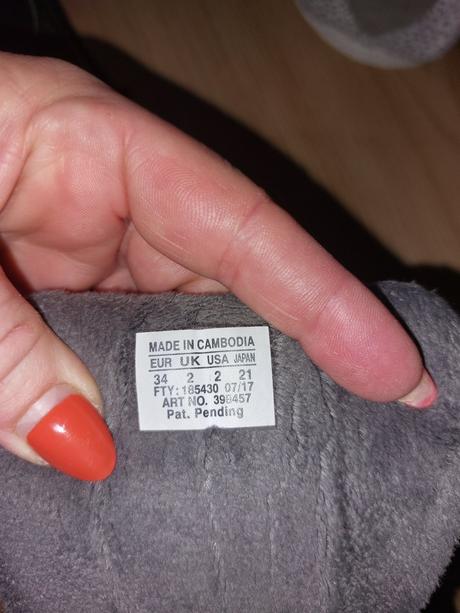 MADE IN CAMBODIA
EUR UK USA JAPAN
34 2 2 21
FTY: 185430 07/17
ART NO. 398457
Pat. Pending